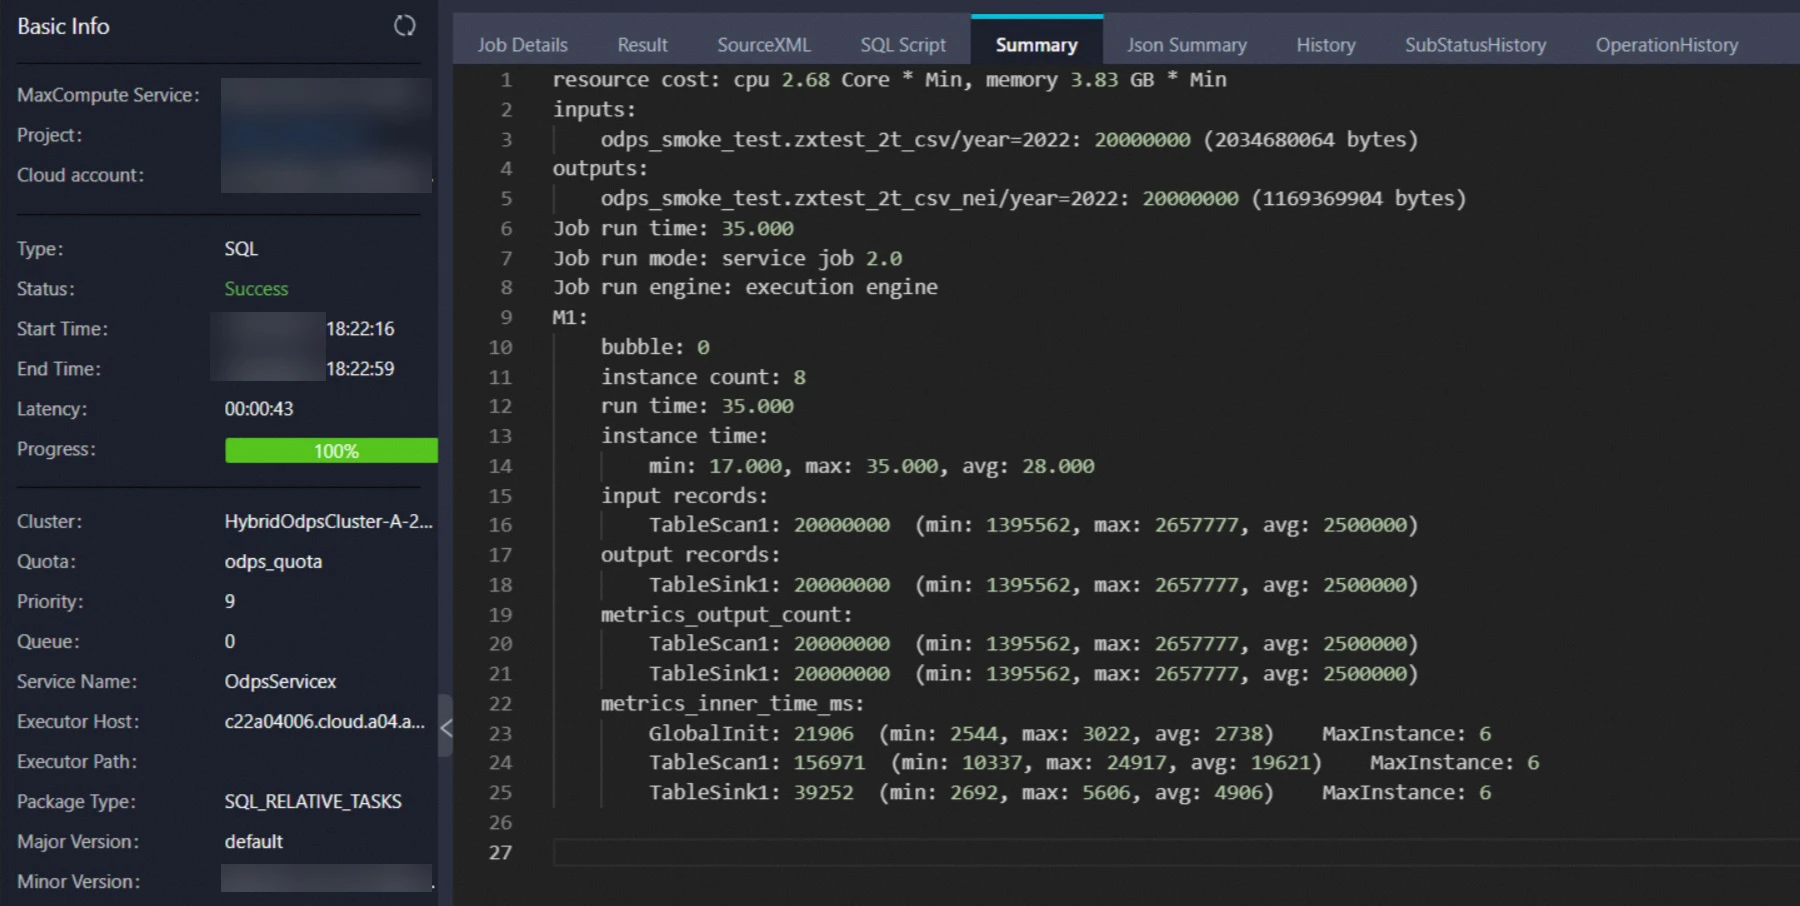 Basic Info
MaxCompute Service:
Project:
Cloud account:
Type: SQL
Status: Success
Start Time: 18:22:16
End Time: 18:22:59
Latency: 00:00:43
Progress: 100%
Cluster: HybridOdpsCluster-A-2...
Quota: odps_quota
Priority: 9
Queue: 0
Service Name: OdpsServicex
Executor Host: c22a04006.cloud.a04.a...
Executor Path:
Package Type: SQL_RELATIVE_TASKS
Major Version: default
Minor Version:
Job Details Result SourceXML SQL Script Summary Json Summary History SubStatusHistory OperationHistory
1 resource cost: cpu 2.68 Core * Min, memory 3.83 GB * Min
2 inputs:
3 odps_smoke_test.zxtest_2t_csv/year=2022: 20000000 (2034680064 bytes)
4 outputs:
5 odps_smoke_test.zxtest_2t_csv_nei/year=2022: 20000000 (1169369904 bytes)
6 Job run time: 35.000
7 Job run mode: service job 2.0
8 Job run engine: execution engine
9 M1:
10 bubble: 0
11 instance count: 8
12 run time: 35.000
13 instance time:
14 min: 17.000, max: 35.000, avg: 28.000
15 input records:
16 TableScan1: 20000000 (min: 1395562, max: 2657777, avg: 2500000)
17 output records:
18 TableSink1: 20000000 (min: 1395562, max: 2657777, avg: 2500000)
19 metrics_output_count:
20 TableScan1: 20000000 (min: 1395562, max: 2657777, avg: 2500000)
21 TableSink1: 20000000 (min: 1395562, max: 2657777, avg: 2500000)
22 metrics_inner_time_ms:
23 GlobalInit: 21906 (min: 2544, max: 3022, avg: 2738) MaxInstance: 6
24 TableScan1: 156971 (min: 10337, max: 24917, avg: 19621) MaxInstance: 6
25 TableSink1: 39252 (min: 2692, max: 5606, avg: 4906) MaxInstance: 6
26
27